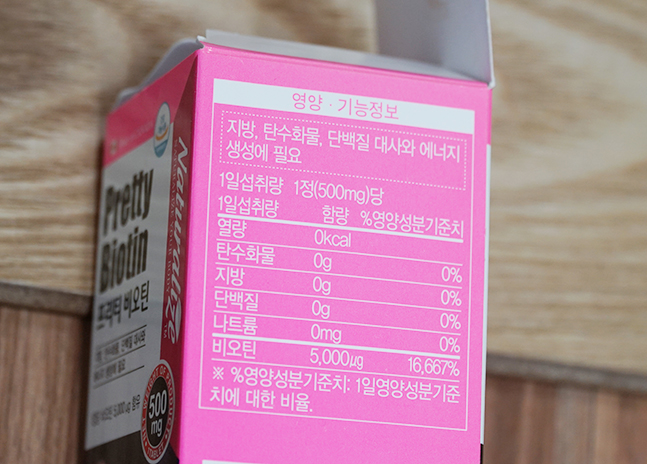 영양 · 기능정보
지방, 탄수화물, 단백질 대사와 에너지
생성에 필요
1일섭취량 1정(500mg)당
1일섭취량 함량 %영양성분기준치
열량 0kcal
탄수화물 0g 0%
지방 0g 0%
단백질 0g 0%
나트륨 0mg 0%
비오틴 5,000㎍ 16,667%
※ %영양성분기준치: 1일영양성분기준
치에 대한 비율.
Naturalize
Pretty
Biotin
프리티 비오틴
500
mg